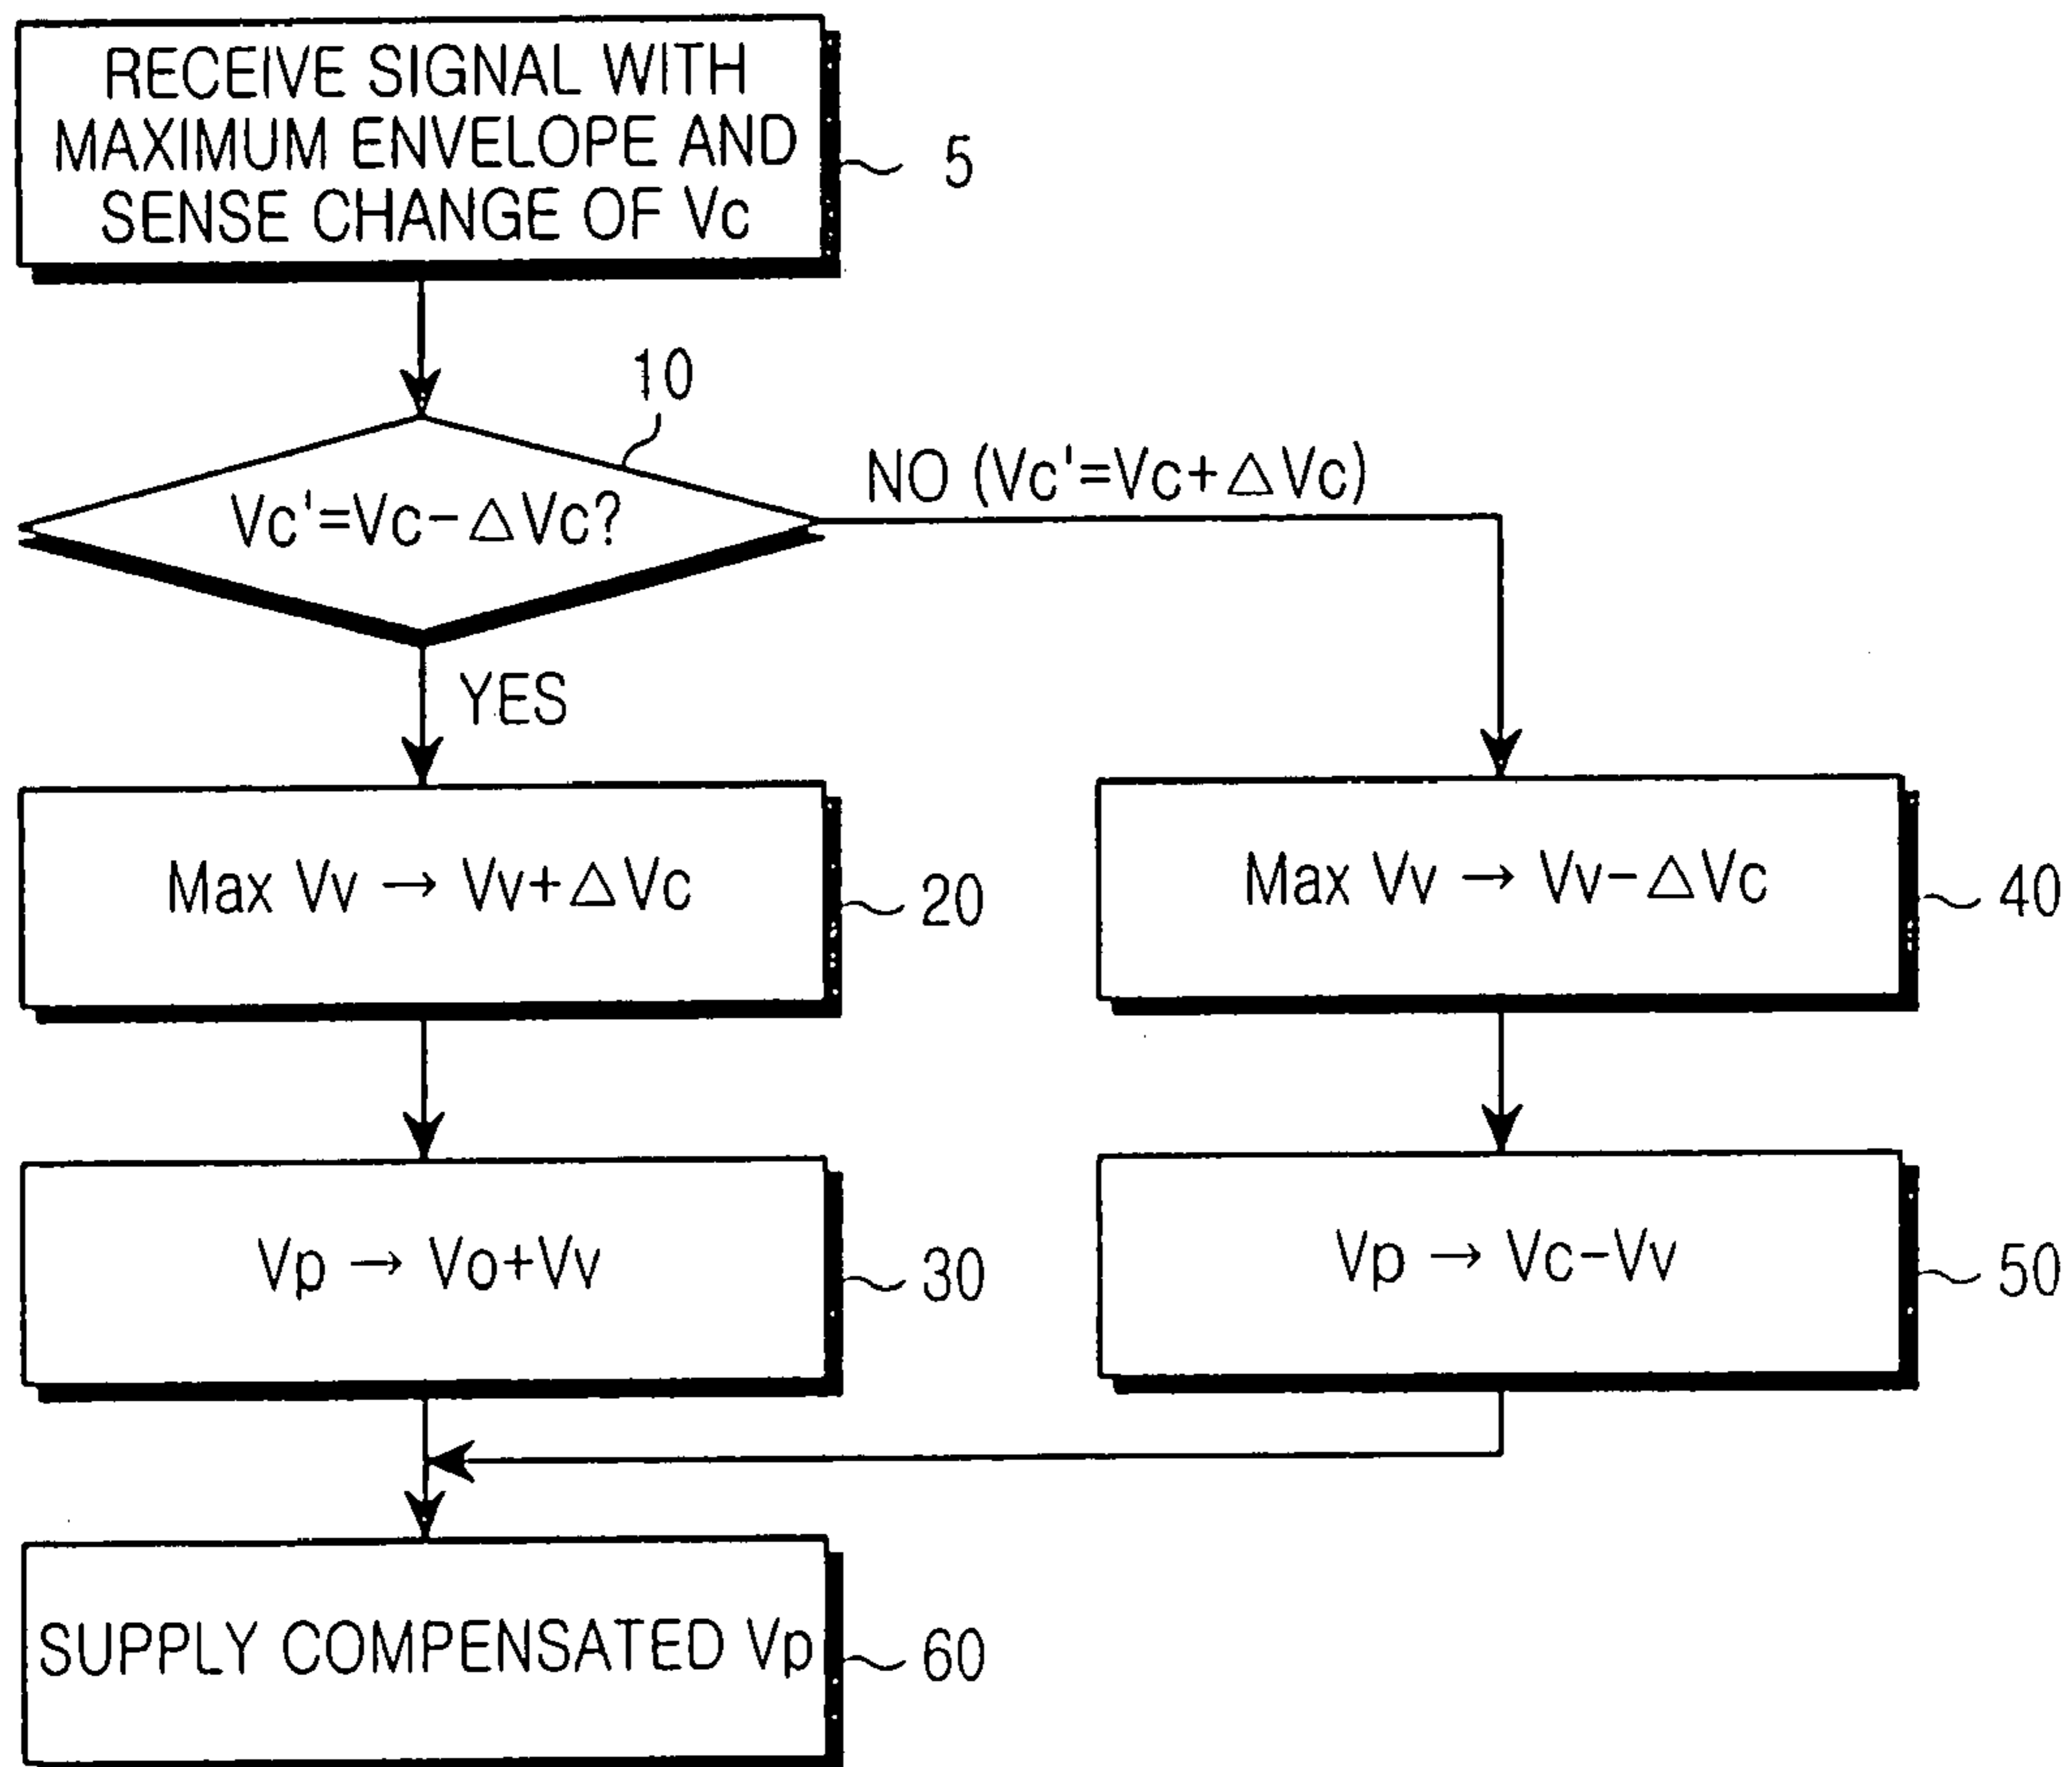 RECEIVE SIGNAL WITH
MAXIMUM ENVELOPE AND
SENSE CHANGE OF Vc
5
10
Vc'=Vc-△Vc?
NO (Vc'=Vc+△Vc)
YES
Max Vv → Vv+△Vc
20
Max Vv → Vv-△Vc
40
Vp → Vo+Vv
30
Vp → Vc-Vv
50
SUPPLY COMPENSATED Vp
60